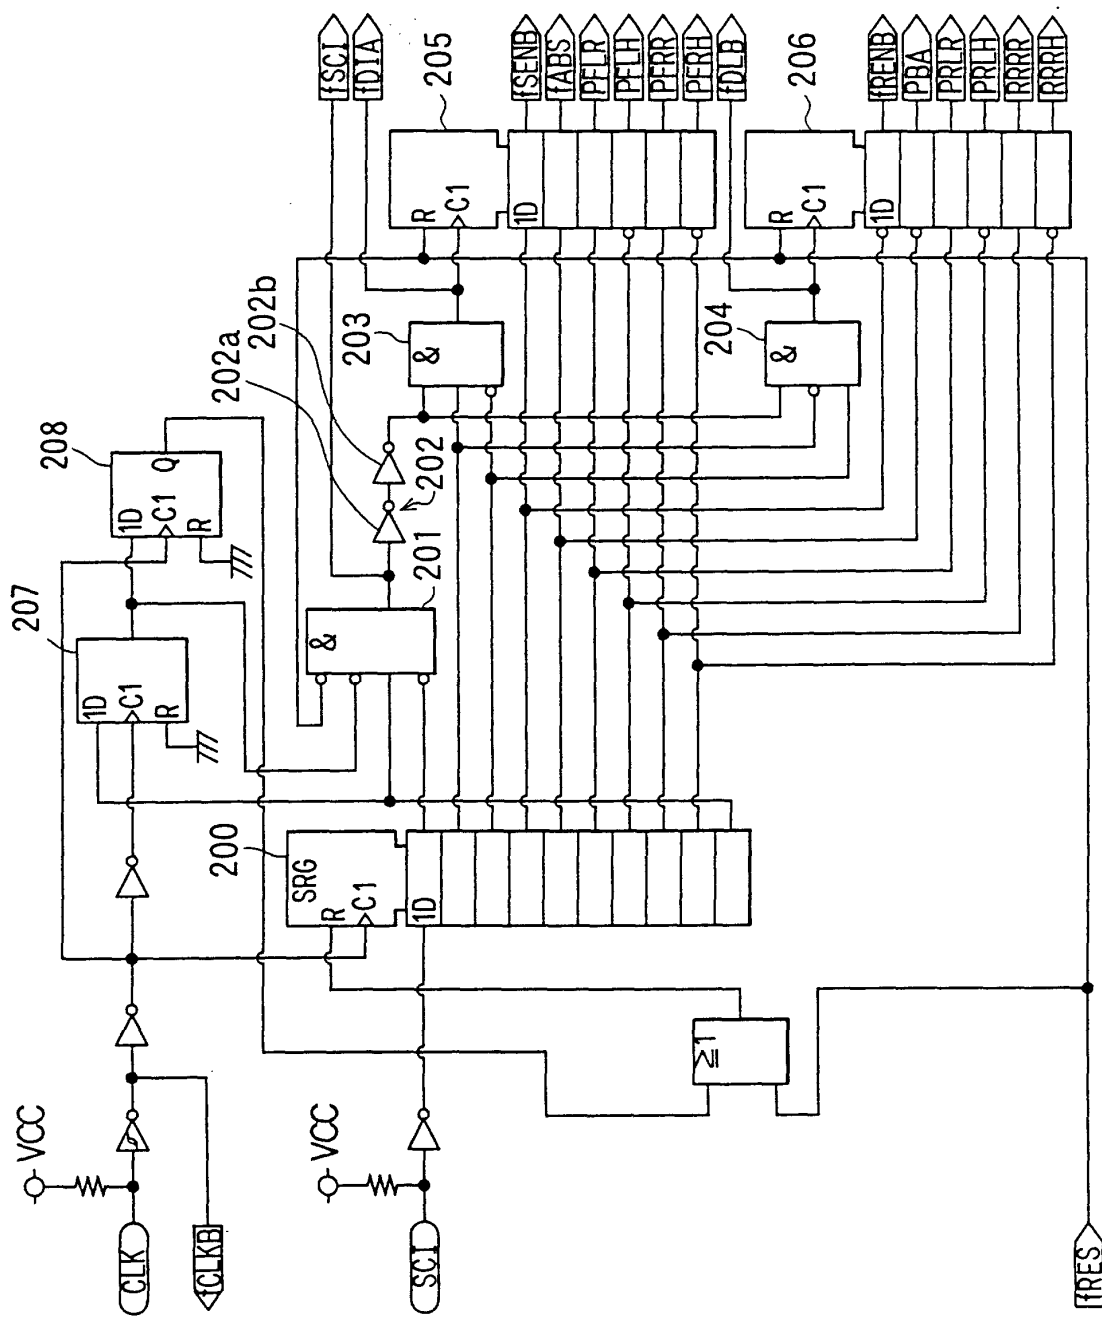 CLK
fCLKB
VCC
SCI
VCC
fRES
≥1
200
SRG
R
C1
1D
207
1D
C1
R
208
1D
C1
R
Q
201
&
202
202a
202b
203
&
204
&
205
R
C1
1D
206
R
C1
1D
fSCI
fDIA
fSENB
fABS
PFLR
PFLH
PFRR
PFRH
fDLB
fRENB
PBA
PRLR
PRLH
RRRR
RRRH